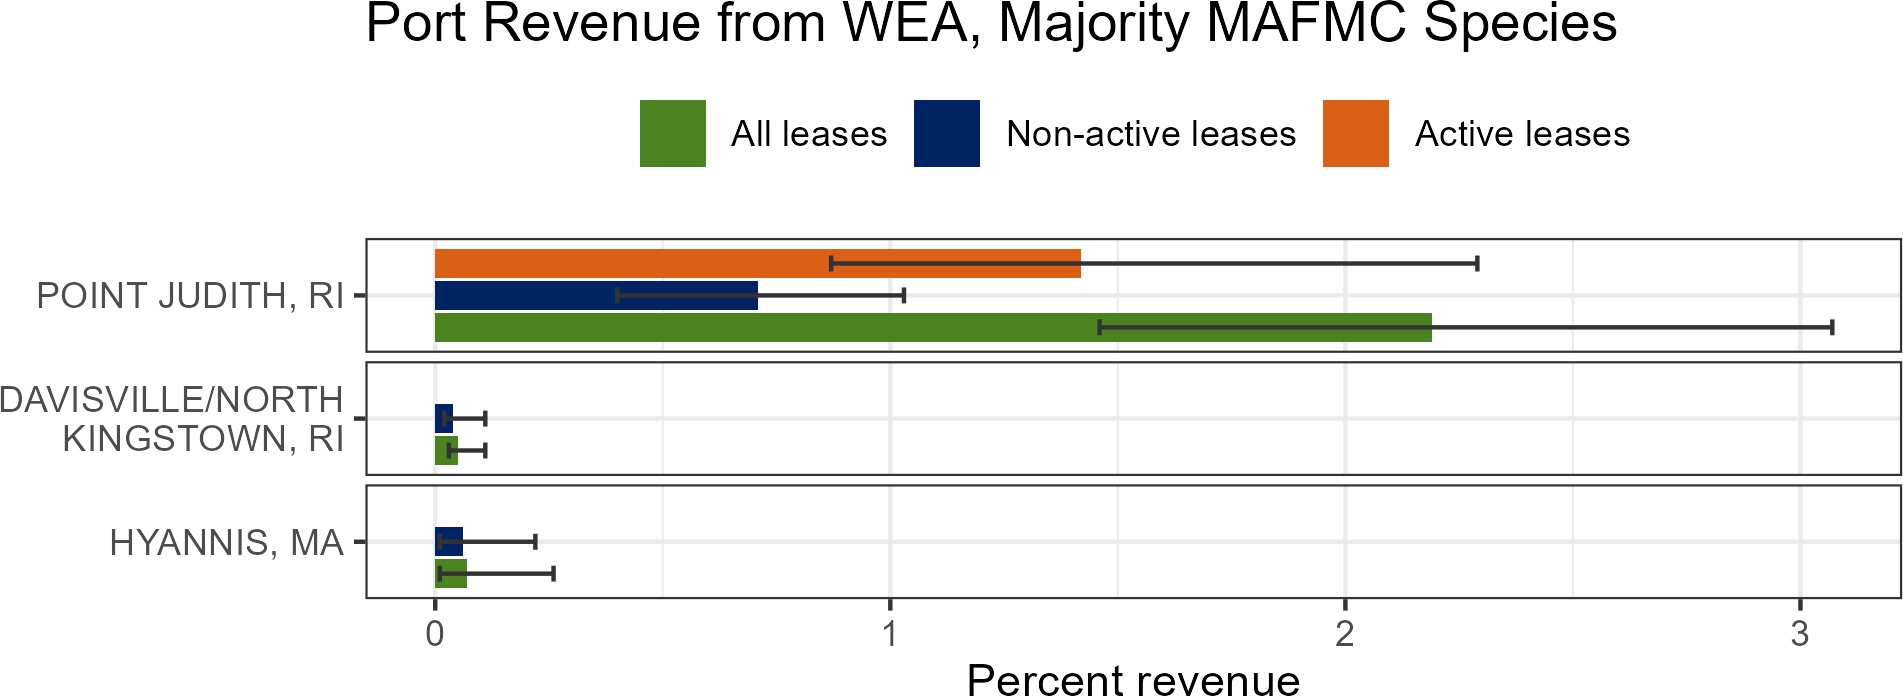 Port Revenue from WEA, Majority MAFMC Species
All leases Non-active leases Active leases
POINT JUDITH, RI
DAVISVILLE/NORTH
KINGSTOWN, RI
HYANNIS, MA
0 1 2 3
Percent revenue